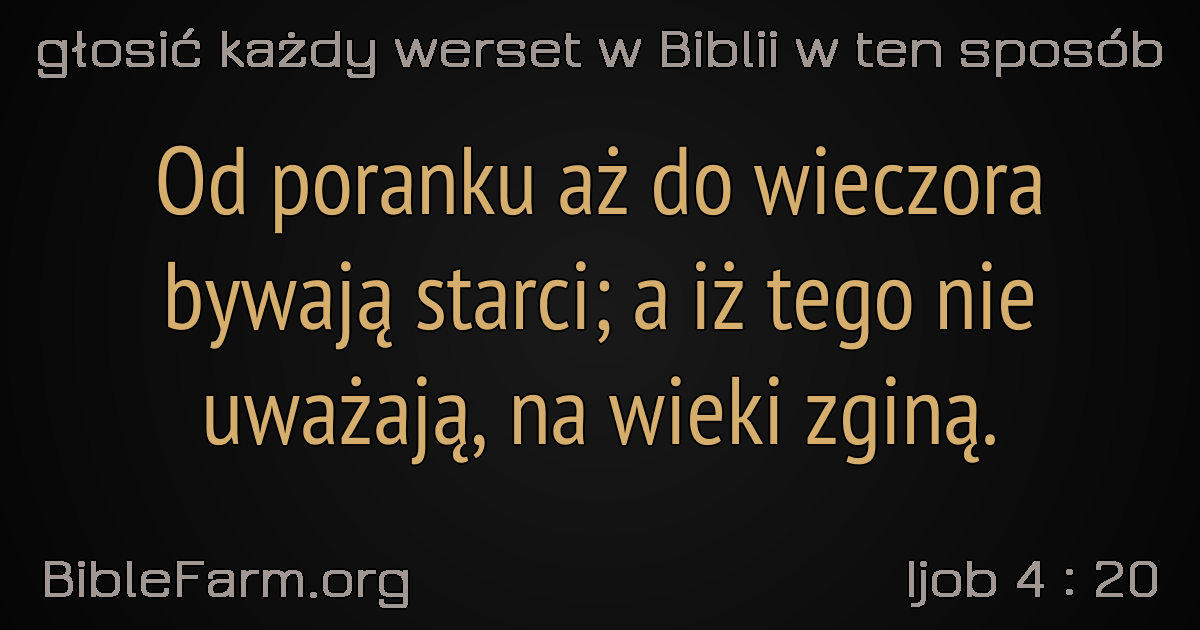 głosić każdy werset w Biblii w ten sposób
Od poranku aż do wieczora
bywają starci; a iż tego nie
uważają, na wieki zginą.
BibleFarm.org
Ijob 4 : 20